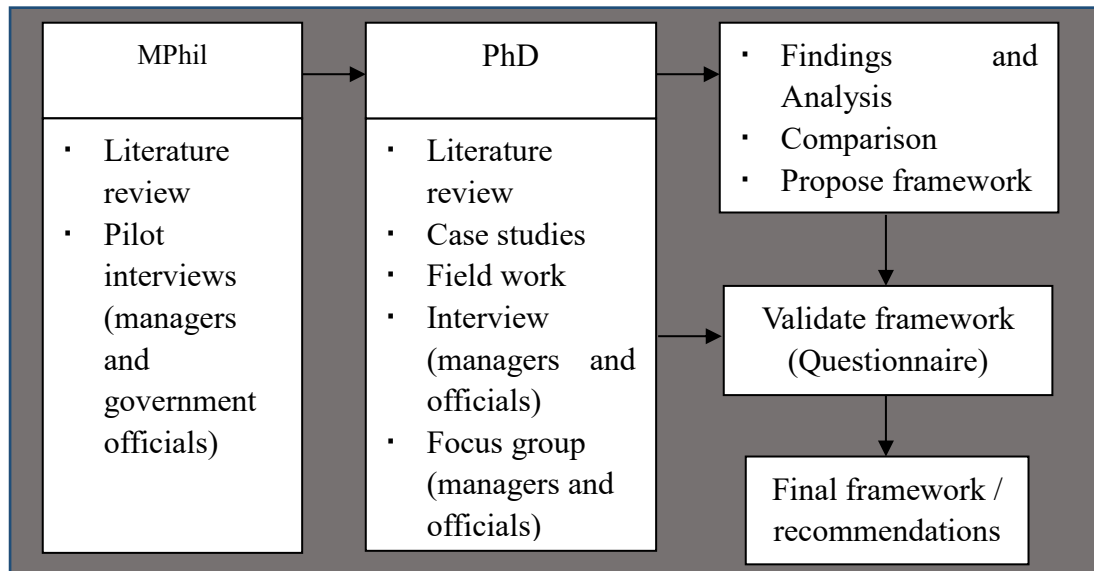 MPhil
▪ Literature
review
▪ Pilot
interviews
(managers
and
government
officials)
PhD
▪ Literature
review
▪ Case studies
▪ Field work
▪ Interview
(managers and
officials)
▪ Focus group
(managers and
officials)
▪ Findings and
Analysis
▪ Comparison
▪ Propose framework
Validate framework
(Questionnaire)
Final framework /
recommendations